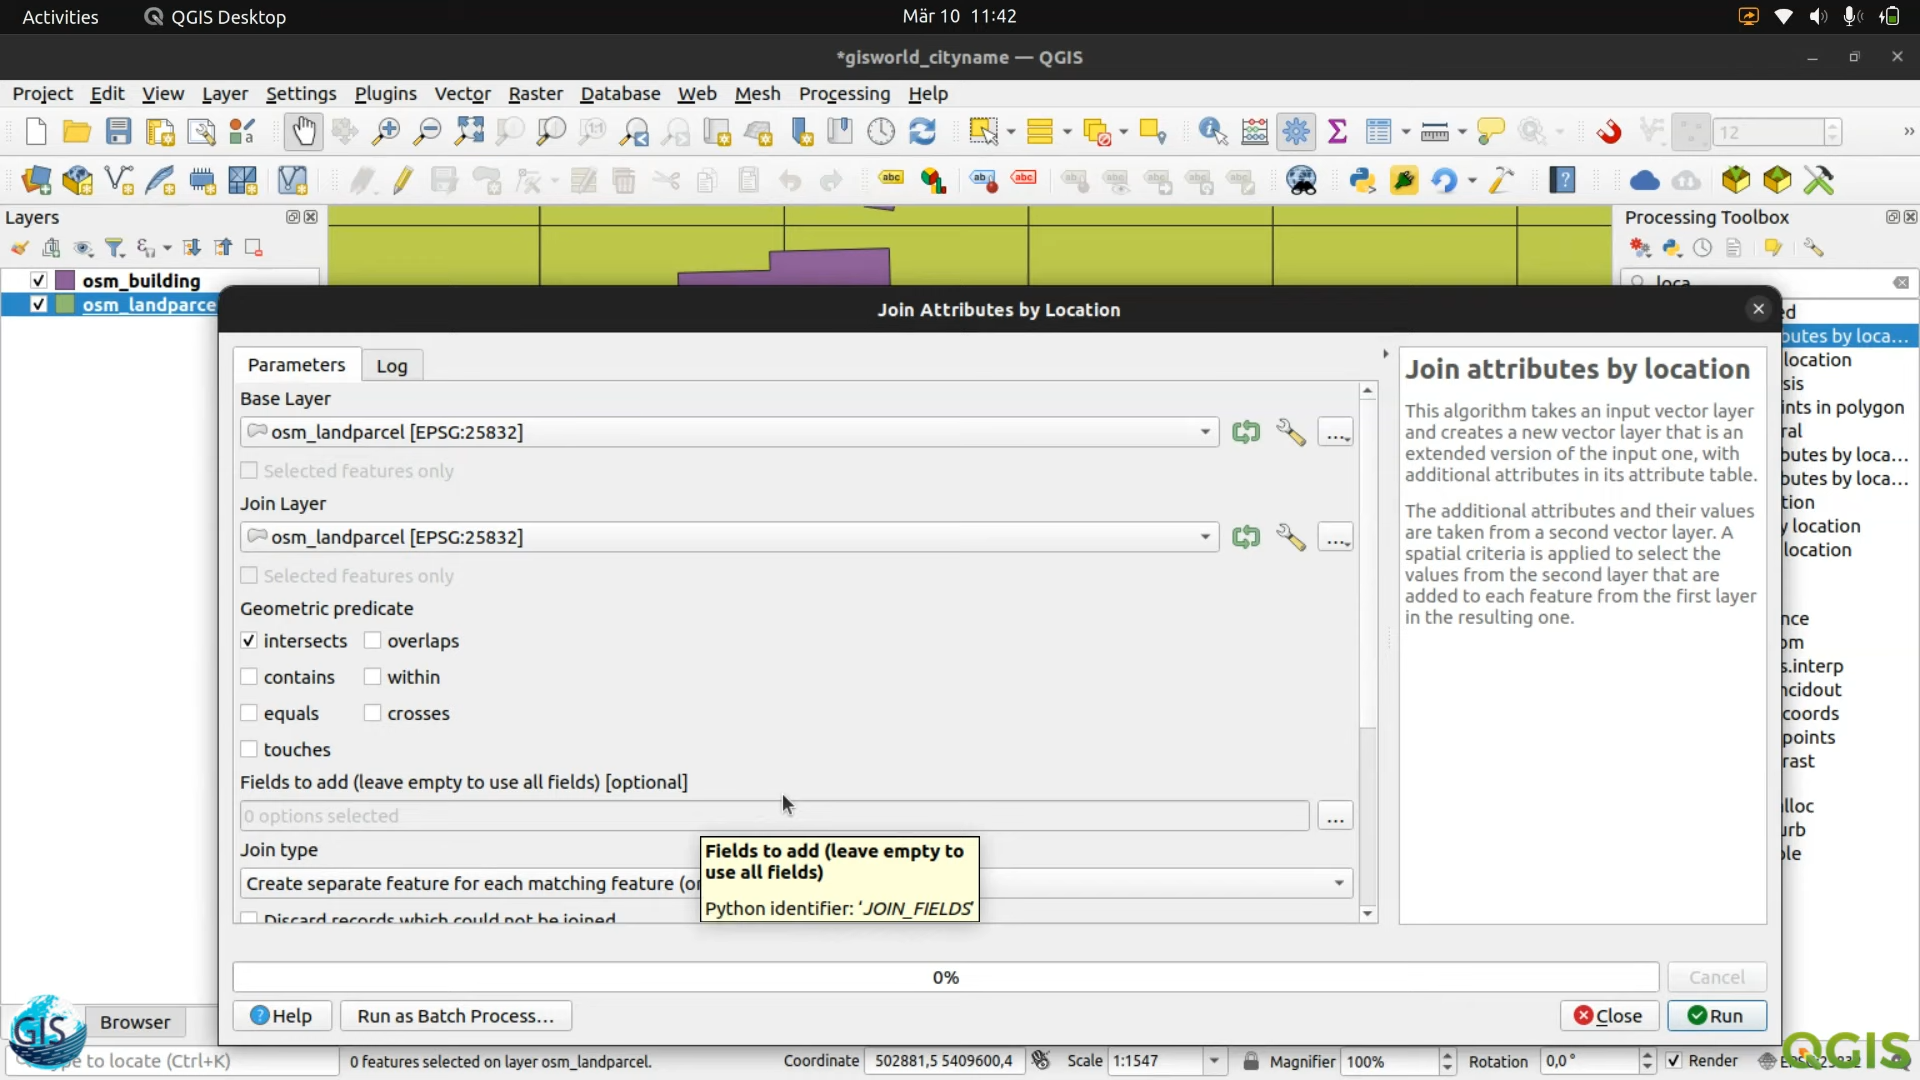 Activities QGIS Desktop Mär 10 11:42
*gisworld_cityname — QGIS
Project Edit View Layer Settings Plugins Vector Raster Database Web Mesh Processing Help
12
Layers
Processing Toolbox
osm_building
osm_landparce
loca
Join Attributes by Location
ed
Parameters Log
butes by loca...
location
sis
ints in polygon
ral
butes by loca...
butes by loca...
tion
y location
location
nce
om
s.interp
ncidout
coords
points
rast
lloc
urb
ble
Base Layer
osm_landparcel [EPSG:25832]
...
Selected features only
Join Layer
osm_landparcel [EPSG:25832]
...
Selected features only
Geometric predicate
intersects overlaps
contains within
equals crosses
touches
Fields to add (leave empty to use all fields) [optional]
0 options selected
...
Join type
Create separate feature for each matching feature (o
Discard records which could not be joined
Fields to add (leave empty to
use all fields)
Python identifier: ‘JOIN_FIELDS’
Join attributes by location
This algorithm takes an input vector layer
and creates a new vector layer that is an
extended version of the input one, with
additional attributes in its attribute table.
The additional attributes and their values
are taken from a second vector layer. A
spatial criteria is applied to select the
values from the second layer that are
added to each feature from the first layer
in the resulting one.
0%
Cancel
Help Run as Batch Process... Close Run
GIS
Browser
e to locate (Ctrl+K) 0 features selected on layer osm_landparcel. Coordinate 502881,5 5409600,4 Scale 1:1547 Magnifier 100% Rotation 0,0 ° Render
QGIS